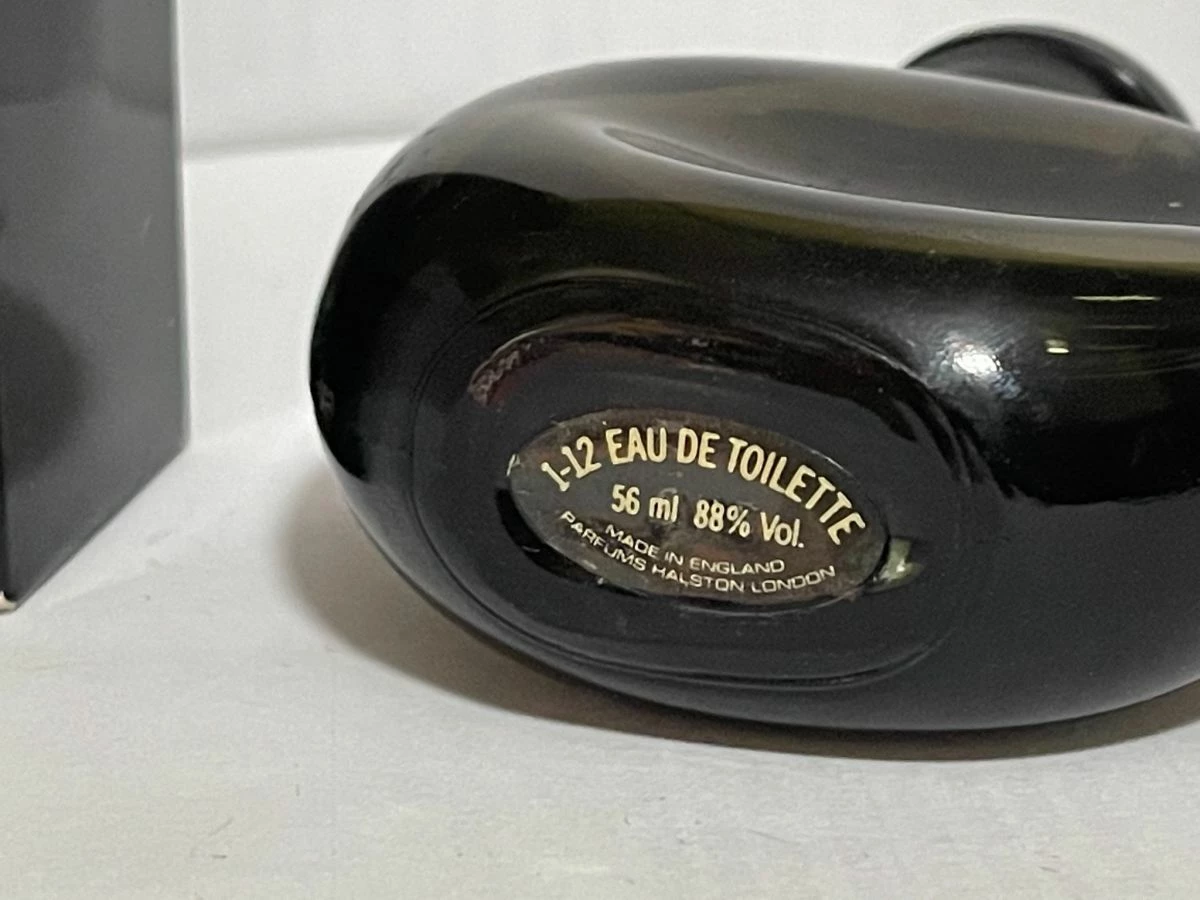 1-12 EAU DE TOILETTE
56 ml 88% Vol.
MADE IN ENGLAND
PARFUMS HALSTON LONDON